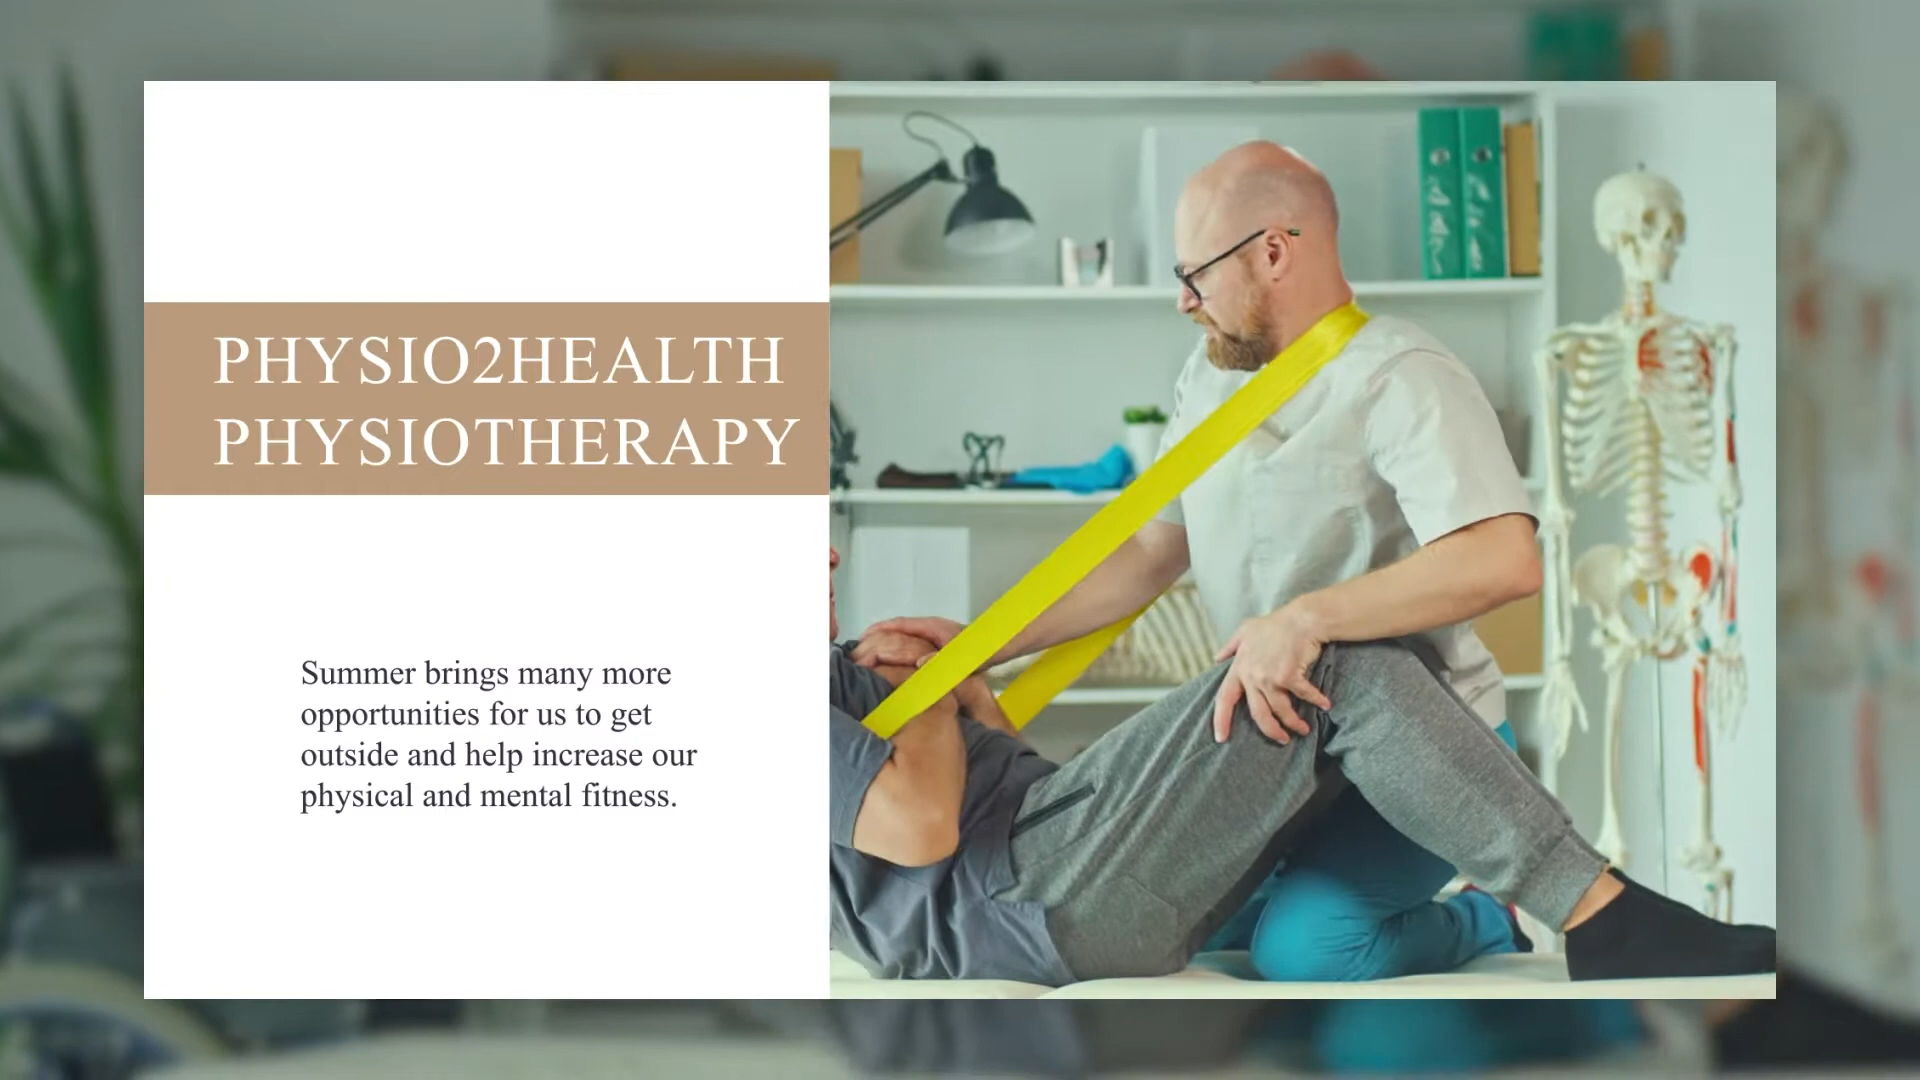 PHYSIO2HEALTH
PHYSIOTHERAPY
Summer brings many more
opportunities for us to get
outside and help increase our
physical and mental fitness.